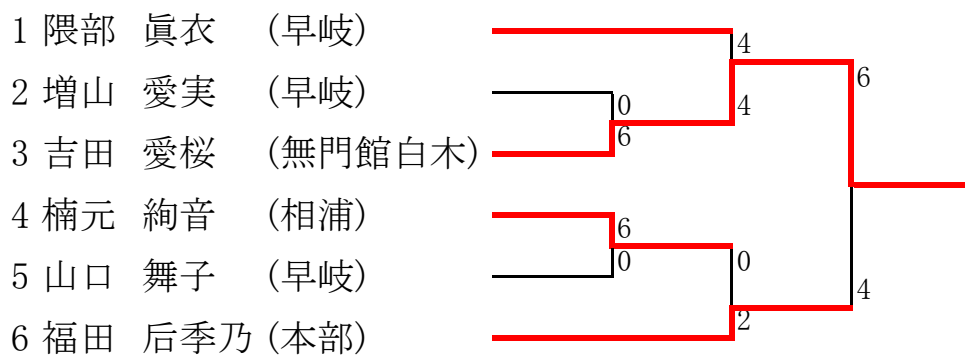 1 隈部 眞衣 (早岐)
2 増山 愛実 (早岐)
3 吉田 愛桜 (無門館白木)
4 楠元 絢音 (相浦)
5 山口 舞子 (早岐)
6 福田 后季乃 (本部)
4
6
0
4
6
6
0
0
4
2